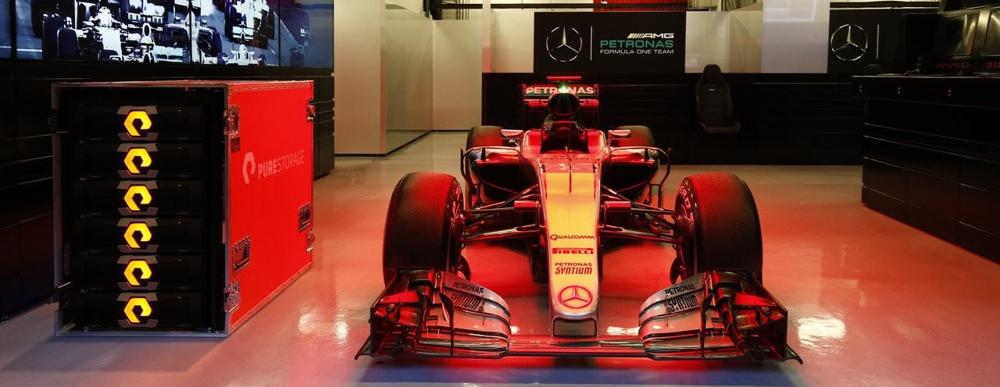 AMG
PETRONAS
FORMULA ONE TEAM
PETRONAS
PURESTORAGE
QUALCOMM
PIRELLI
PETRONAS
SYNTIUM
PETRONAS
SYNTIUM
PETRONAS
SYNTIUM